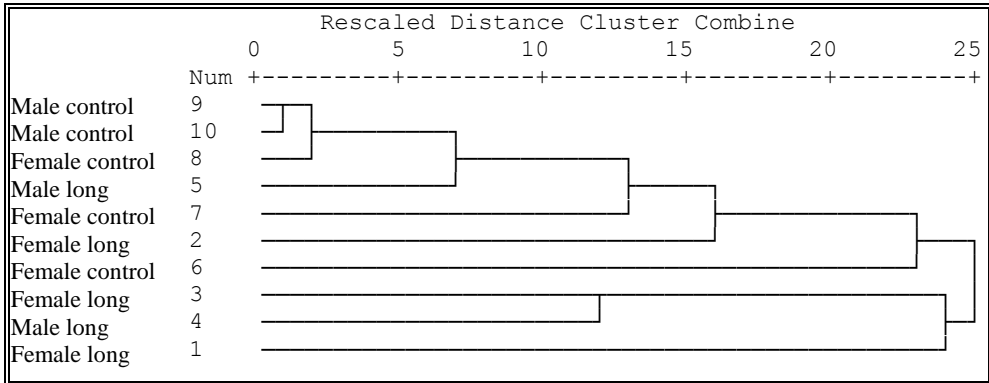 Rescaled Distance Cluster Combine
0 5 10 15 20 25
Num +---------+---------+---------+---------+---------+
Male control 9
Male control 10
Female control 8
Male long 5
Female control 7
Female long 2
Female control 6
Female long 3
Male long 4
Female long 1